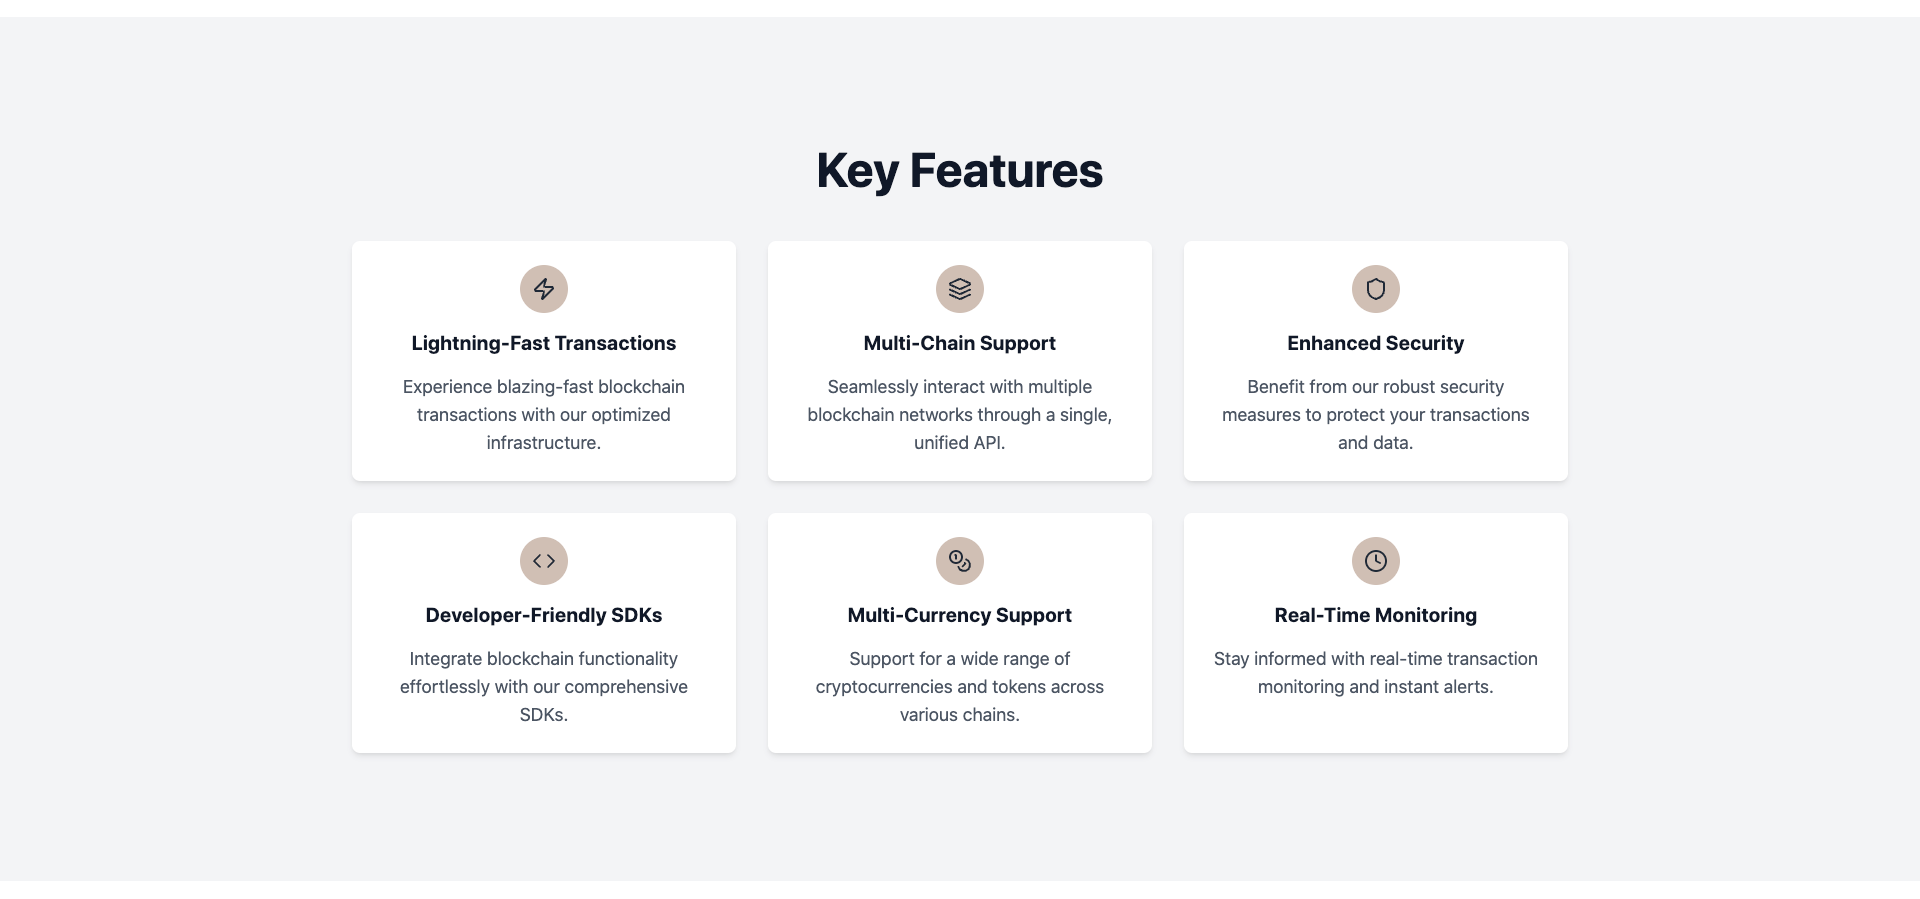 Key Features
Lightning-Fast Transactions
Experience blazing-fast blockchain
transactions with our optimized
infrastructure.
Multi-Chain Support
Seamlessly interact with multiple
blockchain networks through a single,
unified API.
Enhanced Security
Benefit from our robust security
measures to protect your transactions
and data.
Developer-Friendly SDKs
Integrate blockchain functionality
effortlessly with our comprehensive
SDKs.
Multi-Currency Support
Support for a wide range of
cryptocurrencies and tokens across
various chains.
Real-Time Monitoring
Stay informed with real-time transaction
monitoring and instant alerts.